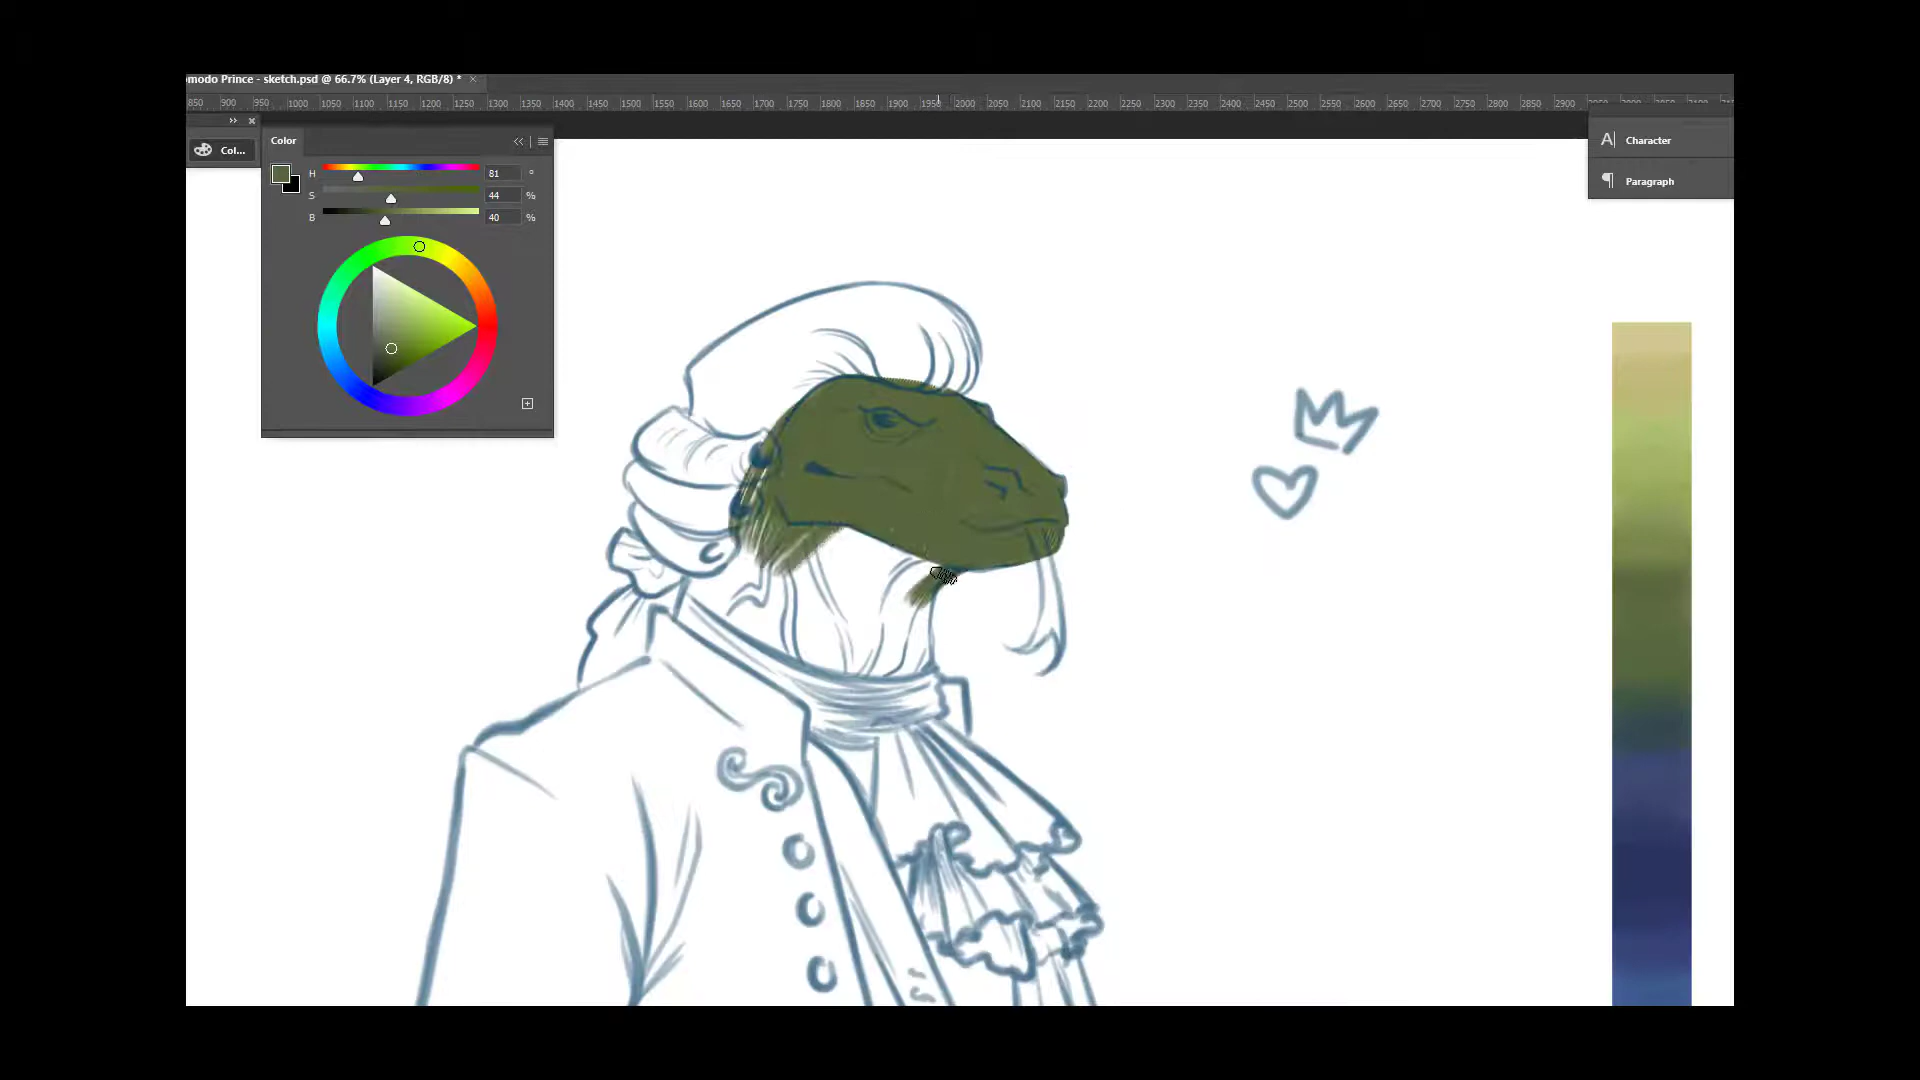 omodo Prince - sketch.psd @ 66.7% (Layer 4, RGB/8) * ×
850 900 950 1000 1050 1100 1150 1200 1250 1300 1350 1400 1450 1500 1550 1600 1650 1700 1750 1800 1850 1900 1950 2000 2050 2100 2150 2200 2250 2300 2350 2400 2450 2500 2550 2600 2650 2700 2750 2800 2850 2900
Col...
Color
H 81 °
S 44 %
B 40 %
Character
Paragraph